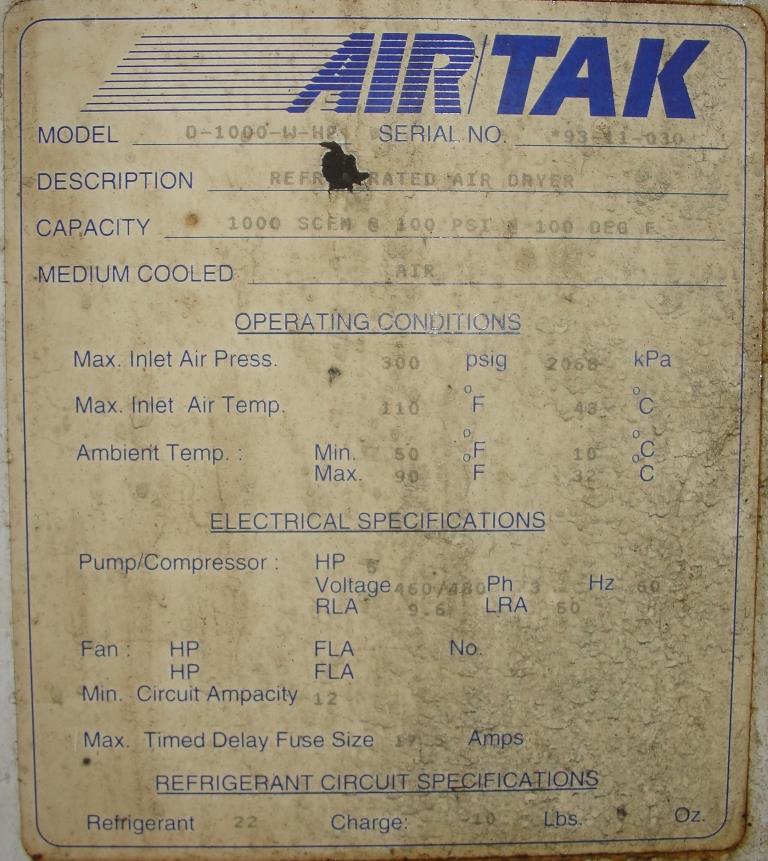 AIR/TAK
MODEL D-1000-W-HP SERIAL NO. *93-11-030
DESCRIPTION AIR DRYER
CAPACITY 1000 SCFM @ 100 PSI @ 100 DEG F
MEDIUM COOLED AIR
OPERATING CONDITIONS
Max. Inlet Air Press. 300 psig 2068 kPa
Max. Inlet Air Temp. 110 °F 43 °C
Ambient Temp. : Min. 50 °F 10 °C
Max. 90 °F 32 °C
ELECTRICAL SPECIFICATIONS
Pump/Compressor : HP
Voltage 460/480 Ph 3 Hz 60
RLA 9.6 LRA 60
Fan : HP FLA No.
HP FLA
Min. Circuit Ampacity 12
Max. Timed Delay Fuse Size 17.5 Amps
REFRIGERANT CIRCUIT SPECIFICATIONS
Refrigerant 22 Charge: 10 Lbs. Oz.